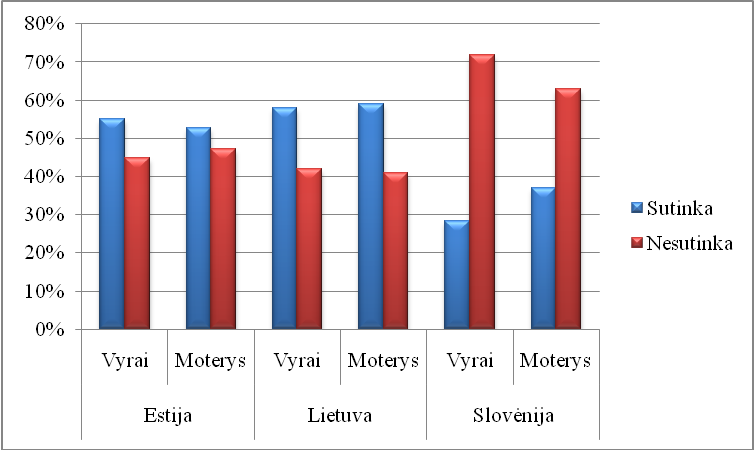 80%
70%
60%
50%
40%
30%
20%
10%
0%
Sutinka
Nesutinka
Vyrai Moterys Vyrai Moterys Vyrai Moterys
Estija Lietuva Slovėnija